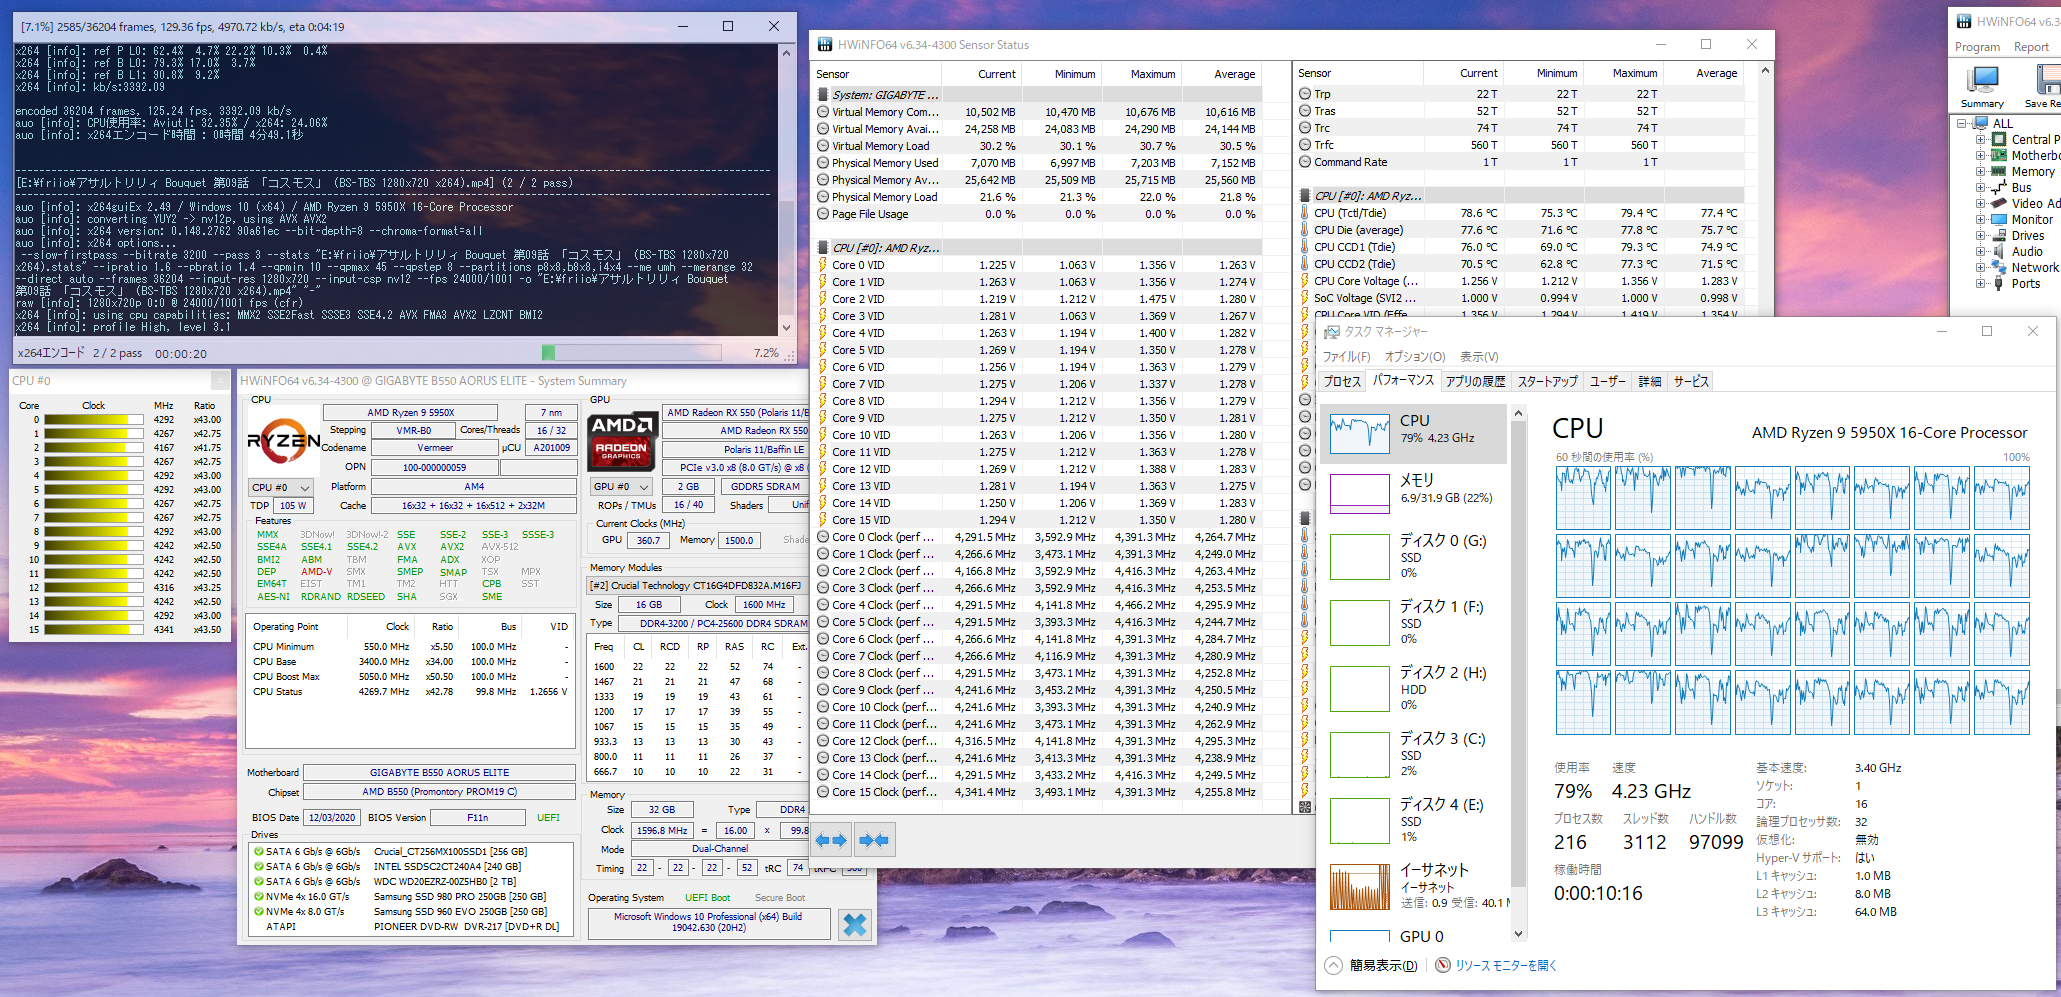 [7.1%] 2585/36204 frames, 129.36 fps, 4970.72 kb/s, eta 0:04:19
x264 [info]: ref P L0: 62.4%  4.7% 22.2% 10.3%  0.4%
x264 [info]: ref B L0: 79.3% 17.0%  3.7%
x264 [info]: ref B L1: 90.8%  9.2%
x264 [info]: kb/s:3392.09
encoded 36204 frames, 125.24 fps, 3392.09 kb/s
auo [info]: CPU使用率: Aviutl: 32.35% / x264: 24.06%
auo [info]: x264エンコード時間 : 0時間 4分49.1秒
[E:¥friio¥アサルトリリィ Bouquet 第09話 「コスモス」 (BS-TBS 1280x720 x264).mp4] (2 / 2 pass)
auo [info]: x264guiEx 2.49 / Windows 10 (x64) / AMD Ryzen 9 5950X 16-Core Processor
auo [info]: converting YUY2 -> nv12p, using AVX AVX2
auo [info]: x264 version: 0.148.2762 90a61ec --bit-depth=8 --chroma-format=all
auo [info]: x264 options...
--slow-firstpass --bitrate 3200 --pass 3 --stats "E:¥friio¥アサルトリリィ Bouquet 第09話 「コスモス」 (BS-TBS 1280x720
x264).stats" --ipratio 1.6 --pbratio 1.4 --qpmin 10 --qpmax 45 --qpstep 8 --partitions p8x8,b8x8,i4x4 --me umh --merange 32
--direct auto --frames 36204 --input-res 1280x720 --input-csp nv12 --fps 24000/1001 -o "E:¥friio¥アサルトリリィ Bouquet
第09話 「コスモス」 (BS-TBS 1280x720 x264).mp4" "-"
raw [info]: 1280x720p 0:0 @ 24000/1001 fps (cfr)
x264 [info]: using cpu capabilities: MMX2 SSE2Fast SSSE3 SSE4.2 AVX FMA3 AVX2 LZCNT BMI2
x264 [info]: profile High, level 3.1
x264エンコード 2 / 2 pass 00:00:20 7.2%
CPU #0
Core Clock MHz Ratio
0 4292 x43.00
1 4267 x42.75
2 4167 x41.75
3 4267 x42.75
4 4292 x43.00
5 4292 x43.00
6 4267 x42.75
7 4267 x42.75
8 4292 x43.00
9 4242 x42.50
10 4242 x42.50
11 4242 x42.50
12 4316 x43.25
13 4242 x42.50
14 4292 x43.00
15 4341 x43.50
HWiNFO64 v6.34-4300 @ GIGABYTE B550 AORUS ELITE - System Summary
CPU
RYZEN
AMD Ryzen 9 5950X 7 nm
Stepping VMR-B0 Cores/Threads 16 / 32
Codename Vermeer µCU A201009
OPN 100-000000059
CPU #0 Platform AM4
TDP 105 W Cache 16x32 + 16x32 + 16x512 + 2x32M
Features
MMX 3DNow! 3DNow!-2 SSE SSE-2 SSE-3 SSSE-3
SSE4A SSE4.1 SSE4.2 AVX AVX2 AVX-512
BMI2 ABM TBM FMA ADX XOP
DEP AMD-V SMX SMEP SMAP TSX MPX
EM64T EIST TM1 TM2 HTT CPB SST
AES-NI RDRAND RDSEED SHA SGX SME
Operating Point Clock Ratio Bus VID
CPU Minimum 550.0 MHz x5.50 100.0 MHz -
CPU Base 3400.0 MHz x34.00 100.0 MHz -
CPU Boost Max 5050.0 MHz x50.50 100.0 MHz -
CPU Status 4269.7 MHz x42.78 99.8 MHz 1.2656 V
Motherboard GIGABYTE B550 AORUS ELITE
Chipset AMD B550 (Promontory PROM19 C)
BIOS Date 12/03/2020 BIOS Version F11n UEFI
Drives
SATA 6 Gb/s @ 6Gb/s Crucial_CT256MX100SSD1 [256 GB]
SATA 6 Gb/s @ 6Gb/s INTEL SSDSC2CT240A4 [240 GB]
SATA 6 Gb/s @ 6Gb/s WDC WD20EZRZ-00Z5HB0 [2 TB]
NVMe 4x 16.0 GT/s Samsung SSD 980 PRO 250GB [250 GB]
NVMe 4x 8.0 GT/s Samsung SSD 960 EVO 250GB [250 GB]
ATAPI PIONEER DVD-RW DVR-217 [DVD+R DL]
GPU
AMD RADEON GRAPHICS
AMD Radeon RX 550 (Polaris 11/B
AMD Radeon RX 550
Polaris 11/Baffin LE
PCIe v3.0 x8 (8.0 GT/s) @ x8 (
GPU #0 2 GB GDDR5 SDRAM
ROPs / TMUs 16 / 40 Shaders Unif
Current Clocks (MHz)
GPU 360.7 Memory 1500.0 Shade
Memory Modules
[#2] Crucial Technology CT16G4DFD832A.M16FJ
Size 16 GB Clock 1600 MHz
Type DDR4-3200 / PC4-25600 DDR4 SDRAM
Freq CL RCD RP RAS RC Ext.
1600 22 22 22 52 74 -
1467 21 21 21 47 68 -
1333 19 19 19 43 61 -
1200 17 17 17 39 55 -
1067 15 15 15 35 49 -
933.3 13 13 13 30 43 -
800.0 11 11 11 26 37 -
666.7 10 10 10 22 31 -
Memory
Size 32 GB Type DDR4
Clock 1596.8 MHz = 16.00 x 99.8
Mode Dual-Channel
Timing 22 - 22 - 22 - 52 tRC 74 tRFC 560
Operating System UEFI Boot Secure Boot
Microsoft Windows 10 Professional (x64) Build
19042.630 (20H2)
HWiNFO64 v6.34-4300 Sensor Status
Sensor Current Minimum Maximum Average
System: GIGABYTE ...
Virtual Memory Com... 10,502 MB 10,470 MB 10,676 MB 10,616 MB
Virtual Memory Avai... 24,258 MB 24,083 MB 24,290 MB 24,144 MB
Virtual Memory Load 30.2 % 30.1 % 30.7 % 30.5 %
Physical Memory Used 7,070 MB 6,997 MB 7,203 MB 7,152 MB
Physical Memory Av... 25,642 MB 25,509 MB 25,715 MB 25,560 MB
Physical Memory Load 21.6 % 21.3 % 22.0 % 21.8 %
Page File Usage 0.0 % 0.0 % 0.0 % 0.0 %
CPU [#0]: AMD Ryz...
Core 0 VID 1.225 V 1.063 V 1.356 V 1.263 V
Core 1 VID 1.263 V 1.063 V 1.356 V 1.274 V
Core 2 VID 1.219 V 1.212 V 1.475 V 1.280 V
Core 3 VID 1.281 V 1.063 V 1.369 V 1.267 V
Core 4 VID 1.263 V 1.194 V 1.400 V 1.282 V
Core 5 VID 1.269 V 1.194 V 1.350 V 1.278 V
Core 6 VID 1.256 V 1.194 V 1.363 V 1.279 V
Core 7 VID 1.275 V 1.206 V 1.337 V 1.278 V
Core 8 VID 1.294 V 1.212 V 1.356 V 1.279 V
Core 9 VID 1.275 V 1.212 V 1.350 V 1.281 V
Core 10 VID 1.263 V 1.206 V 1.356 V 1.280 V
Core 11 VID 1.275 V 1.212 V 1.363 V 1.278 V
Core 12 VID 1.269 V 1.212 V 1.388 V 1.283 V
Core 13 VID 1.281 V 1.194 V 1.363 V 1.275 V
Core 14 VID 1.250 V 1.206 V 1.369 V 1.283 V
Core 15 VID 1.294 V 1.212 V 1.350 V 1.280 V
Core 0 Clock (perf ... 4,291.5 MHz 3,592.9 MHz 4,391.3 MHz 4,264.7 MHz
Core 1 Clock (perf ... 4,266.6 MHz 3,473.1 MHz 4,391.3 MHz 4,249.0 MHz
Core 2 Clock (perf ... 4,166.8 MHz 3,592.9 MHz 4,416.3 MHz 4,263.4 MHz
Core 3 Clock (perf ... 4,266.6 MHz 3,592.9 MHz 4,416.3 MHz 4,253.5 MHz
Core 4 Clock (perf ... 4,291.5 MHz 4,141.8 MHz 4,466.2 MHz 4,295.9 MHz
Core 5 Clock (perf ... 4,291.5 MHz 3,393.3 MHz 4,416.3 MHz 4,244.7 MHz
Core 6 Clock (perf ... 4,266.6 MHz 4,141.8 MHz 4,391.3 MHz 4,284.7 MHz
Core 7 Clock (perf ... 4,266.6 MHz 4,116.9 MHz 4,391.3 MHz 4,280.9 MHz
Core 8 Clock (perf ... 4,291.5 MHz 3,473.1 MHz 4,391.3 MHz 4,252.8 MHz
Core 9 Clock (perf ... 4,241.6 MHz 3,453.2 MHz 4,391.3 MHz 4,250.5 MHz
Core 10 Clock (perf... 4,241.6 MHz 3,393.3 MHz 4,391.3 MHz 4,240.9 MHz
Core 11 Clock (perf... 4,241.6 MHz 3,473.1 MHz 4,391.3 MHz 4,262.9 MHz
Core 12 Clock (perf... 4,316.5 MHz 4,141.8 MHz 4,391.3 MHz 4,295.3 MHz
Core 13 Clock (perf... 4,241.6 MHz 3,413.3 MHz 4,391.3 MHz 4,238.9 MHz
Core 14 Clock (perf... 4,291.5 MHz 3,433.2 MHz 4,416.3 MHz 4,249.5 MHz
Core 15 Clock (perf... 4,341.4 MHz 3,493.1 MHz 4,391.3 MHz 4,255.8 MHz
Sensor Current Minimum Maximum Average
Trp 22 T 22 T 22 T
Tras 52 T 52 T 52 T
Trc 74 T 74 T 74 T
Trfc 560 T 560 T 560 T
Command Rate 1 T 1 T 1 T
CPU [#0]: AMD Ryz...
CPU (Tctl/Tdie) 78.6 ºC 75.3 ºC 79.4 ºC 77.4 ºC
CPU Die (average) 77.6 ºC 71.6 ºC 77.8 ºC 75.7 ºC
CPU CCD1 (Tdie) 76.0 ºC 69.0 ºC 79.3 ºC 74.9 ºC
CPU CCD2 (Tdie) 70.5 ºC 62.8 ºC 77.3 ºC 71.5 ºC
CPU Core Voltage (... 1.256 V 1.212 V 1.356 V 1.283 V
SoC Voltage (SVI2 ... 1.000 V 0.994 V 1.000 V 0.998 V
CPU Core VID (Effe... 1.356 V 1.294 V 1.419 V 1.354 V
HWiNFO64 v6.34
Program Report
Summary Save Re
ALL
Central P
Motherbo
Memory
Bus
Video Ad
Monitor
Drives
Audio
Network
Ports
タスク マネージャー
ファイル(F) オプション(O) 表示(V)
プロセス パフォーマンス アプリの履歴 スタートアップ ユーザー 詳細 サービス
CPU
79% 4.23 GHz
メモリ
6.9/31.9 GB (22%)
ディスク 0 (G:)
SSD
0%
ディスク 1 (F:)
SSD
0%
ディスク 2 (H:)
HDD
0%
ディスク 3 (C:)
SSD
2%
ディスク 4 (E:)
SSD
1%
イーサネット
イーサネット
送信: 0.9 受信: 40.1 M
GPU 0
CPU AMD Ryzen 9 5950X 16-Core Processor
60 秒間の使用率 (%) 100%
使用率 速度
79% 4.23 GHz
プロセス数 スレッド数 ハンドル数
216 3112 97099
稼働時間
0:00:10:16
基本速度: 3.40 GHz
ソケット: 1
コア: 16
論理プロセッサ数: 32
仮想化: 無効
Hyper-V サポート: はい
L1 キャッシュ: 1.0 MB
L2 キャッシュ: 8.0 MB
L3 キャッシュ: 64.0 MB
簡易表示(D) リソース モニターを開く